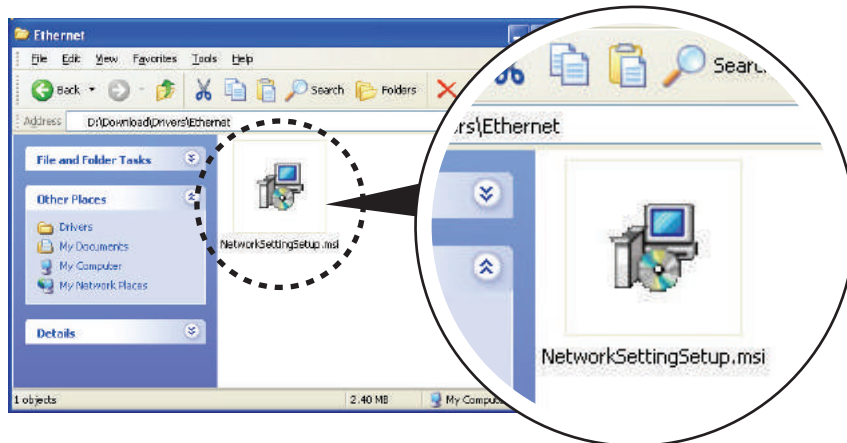 Ethernet
File Edit View Favorites Tools Help
Back Search Folders
Address D:\Download\Drivers\Ethernet
File and Folder Tasks
Other Places
Drivers
My Documents
My Computer
My Network Places
Details
NetworkSettingSetup.msi
1 objects 2.40 MB My Compu
Sear
rs\Ethernet
NetworkSettingSetup.msi